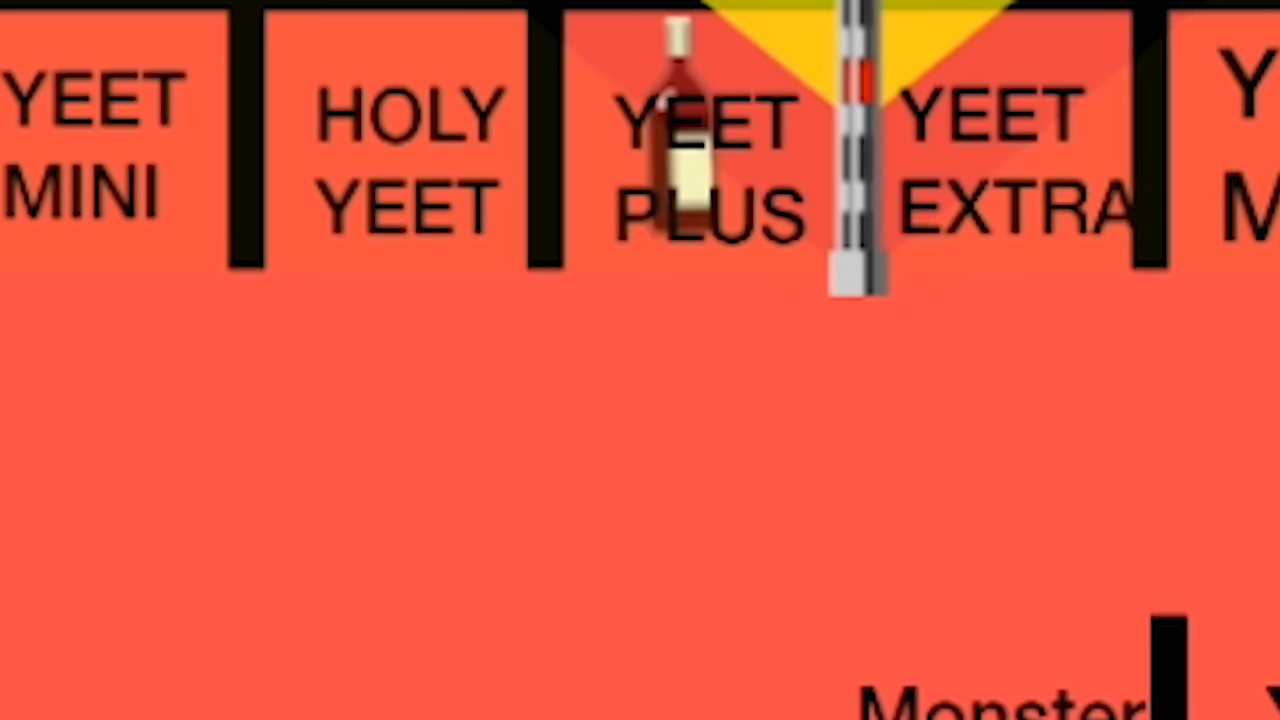 YEET
MINI
HOLY
YEET
YEET
PLUS
YEET
EXTRA
Y
M
Monster